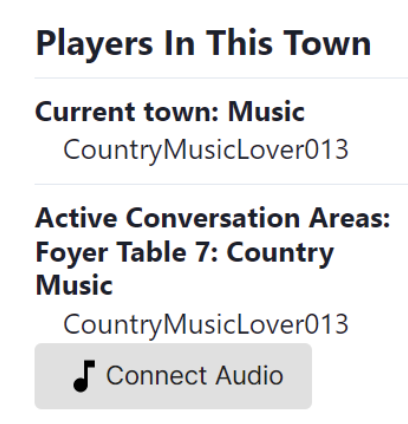 Players In This Town
Current town: Music
CountryMusicLover013
Active Conversation Areas:
Foyer Table 7: Country
Music
CountryMusicLover013
Connect Audio